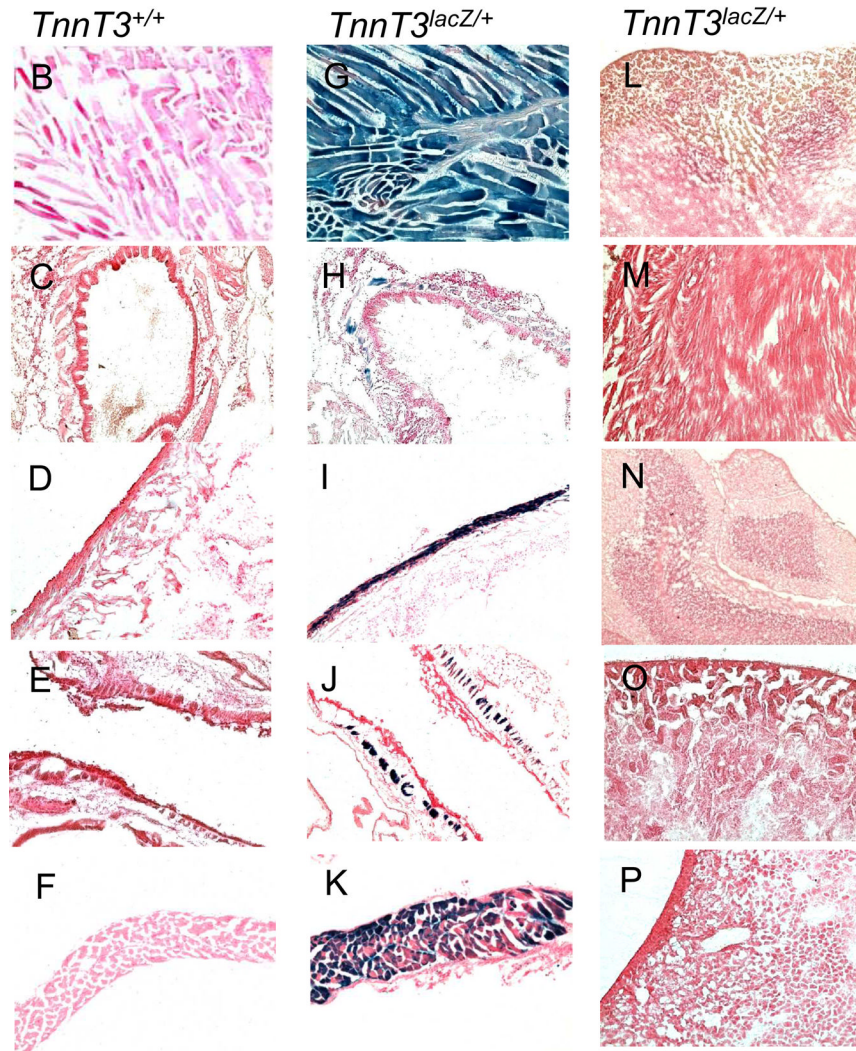 TnnT3+/+ TnnT3lacZ/+ TnnT3lacZ/+
B G L
C H M
D I N
E J O
F K P